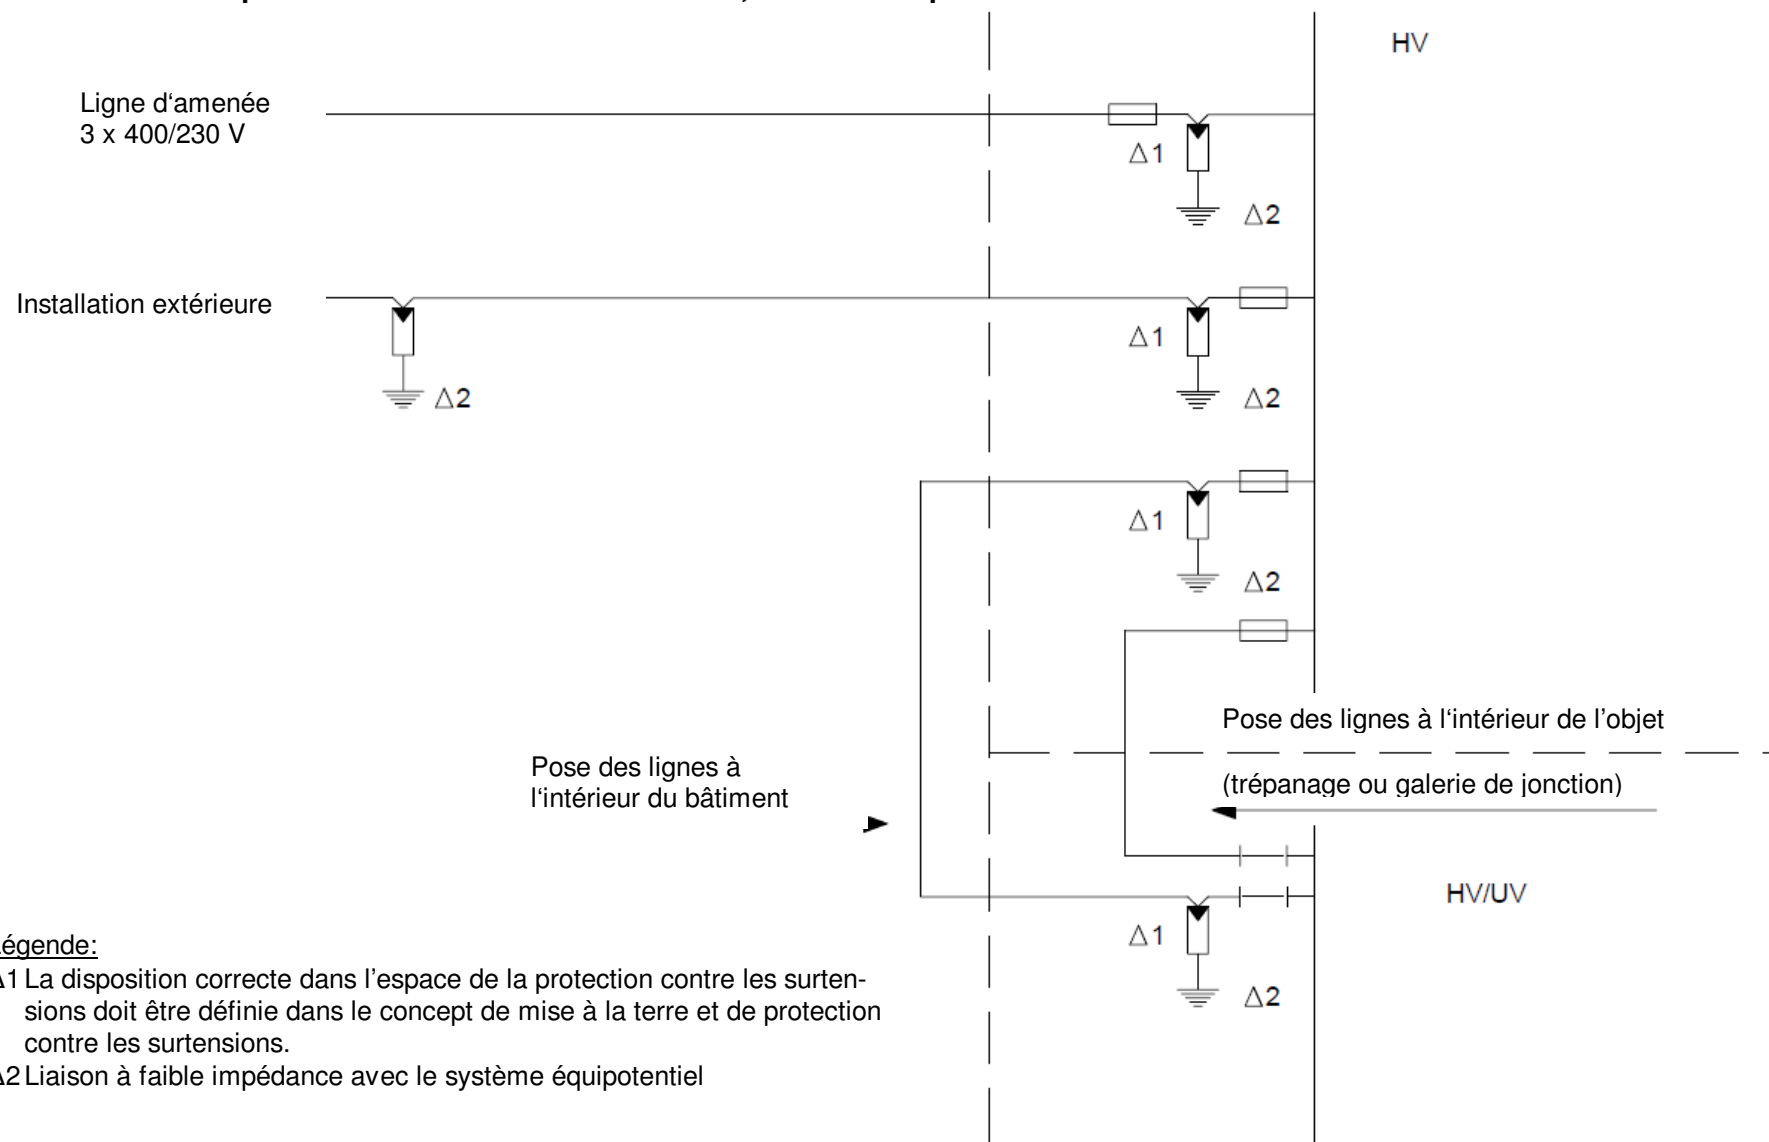 HV
Ligne d‘amenée
3 x 400/230 V
Δ1
Δ2
Installation extérieure
Δ1
Δ2
Δ2
Δ1
Δ2
Pose des lignes à l‘intérieur de l’objet
Pose des lignes à
l‘intérieur du bâtiment
(trépanage ou galerie de jonction)
HV/UV
Δ1
Δ2
égende:
Δ1 La disposition correcte dans l’espace de la protection contre les surten-
sions doit être définie dans le concept de mise à la terre et de protection
contre les surtensions.
Δ2 Liaison à faible impédance avec le système équipotentiel